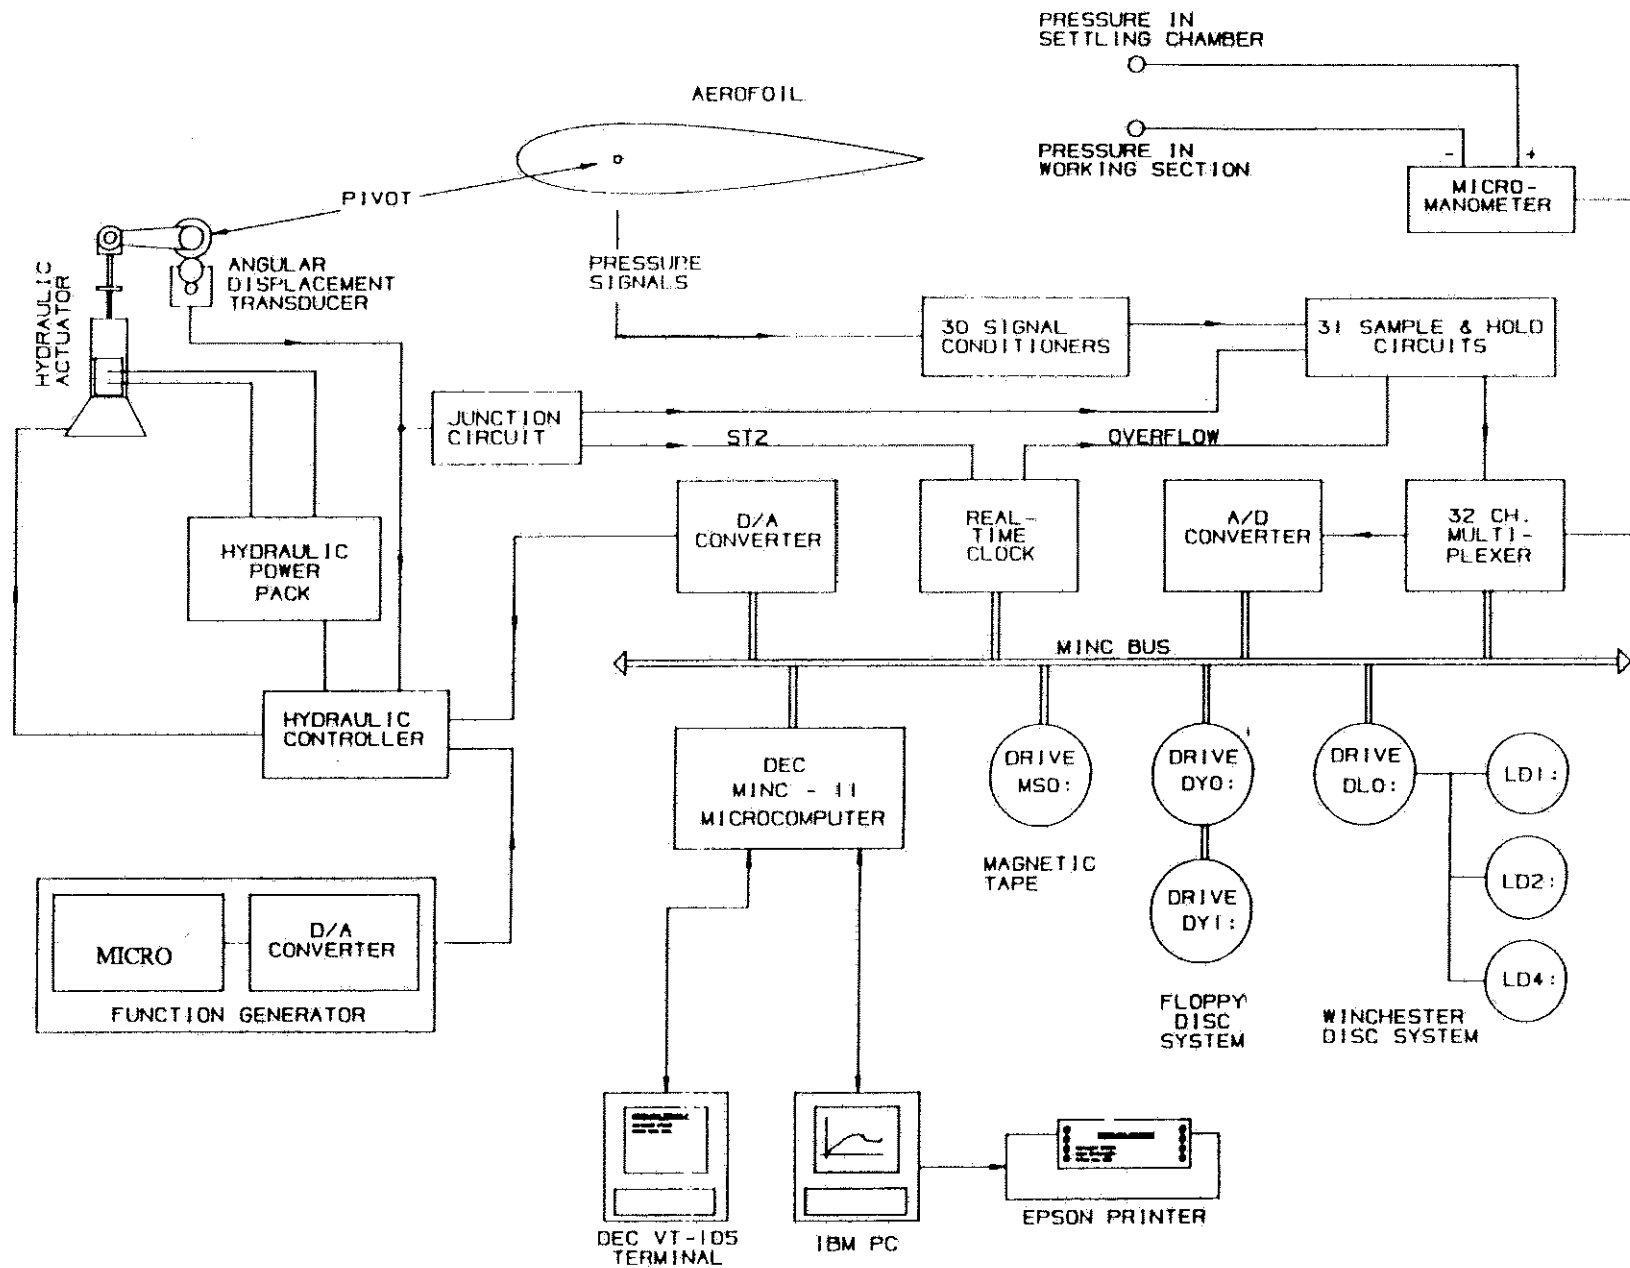 PRESSURE IN
SETTLING CHAMBER
AEROFOIL
PRESSURE IN
WORKING SECTION
- +
MICRO-
MANOMETER
PIVOT
HYDRAULIC
ACTUATOR
ANGULAR
DISPLACEMENT
TRANSDUCER
PRESSURE
SIGNALS
30 SIGNAL
CONDITIONERS
31 SAMPLE & HOLD
CIRCUITS
JUNCTION
CIRCUIT
ST2
OVERFLOW
HYDRAULIC
POWER
PACK
D/A
CONVERTER
REAL-
TIME
CLOCK
A/D
CONVERTER
32 CH.
MULTI-
PLEXER
MINC BUS
HYDRAULIC
CONTROLLER
DEC
MINC - 11
MICROCOMPUTER
DRIVE
MS0:
DRIVE
DY0:
DRIVE
DL0:
LD1:
MAGNETIC
TAPE
DRIVE
DY1:
LD2:
LD4:
MICRO
D/A
CONVERTER
FUNCTION GENERATOR
FLOPPY
DISC
SYSTEM
WINCHESTER
DISC SYSTEM
DEC VT-105
TERMINAL
IBM PC
EPSON PRINTER